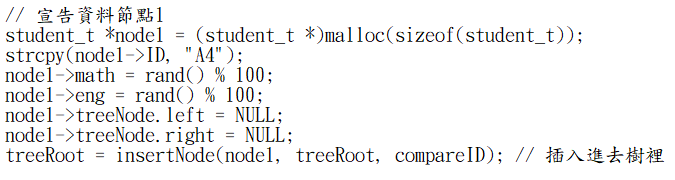 // 宣告資料節點1
student_t *node1 = (student_t *)malloc(sizeof(student_t));
strcpy(node1->ID, "A4");
node1->math = rand() % 100;
node1->eng = rand() % 100;
node1->treeNode.left = NULL;
node1->treeNode.right = NULL;
treeRoot = insertNode(node1, treeRoot, compareID); // 插入進去樹裡